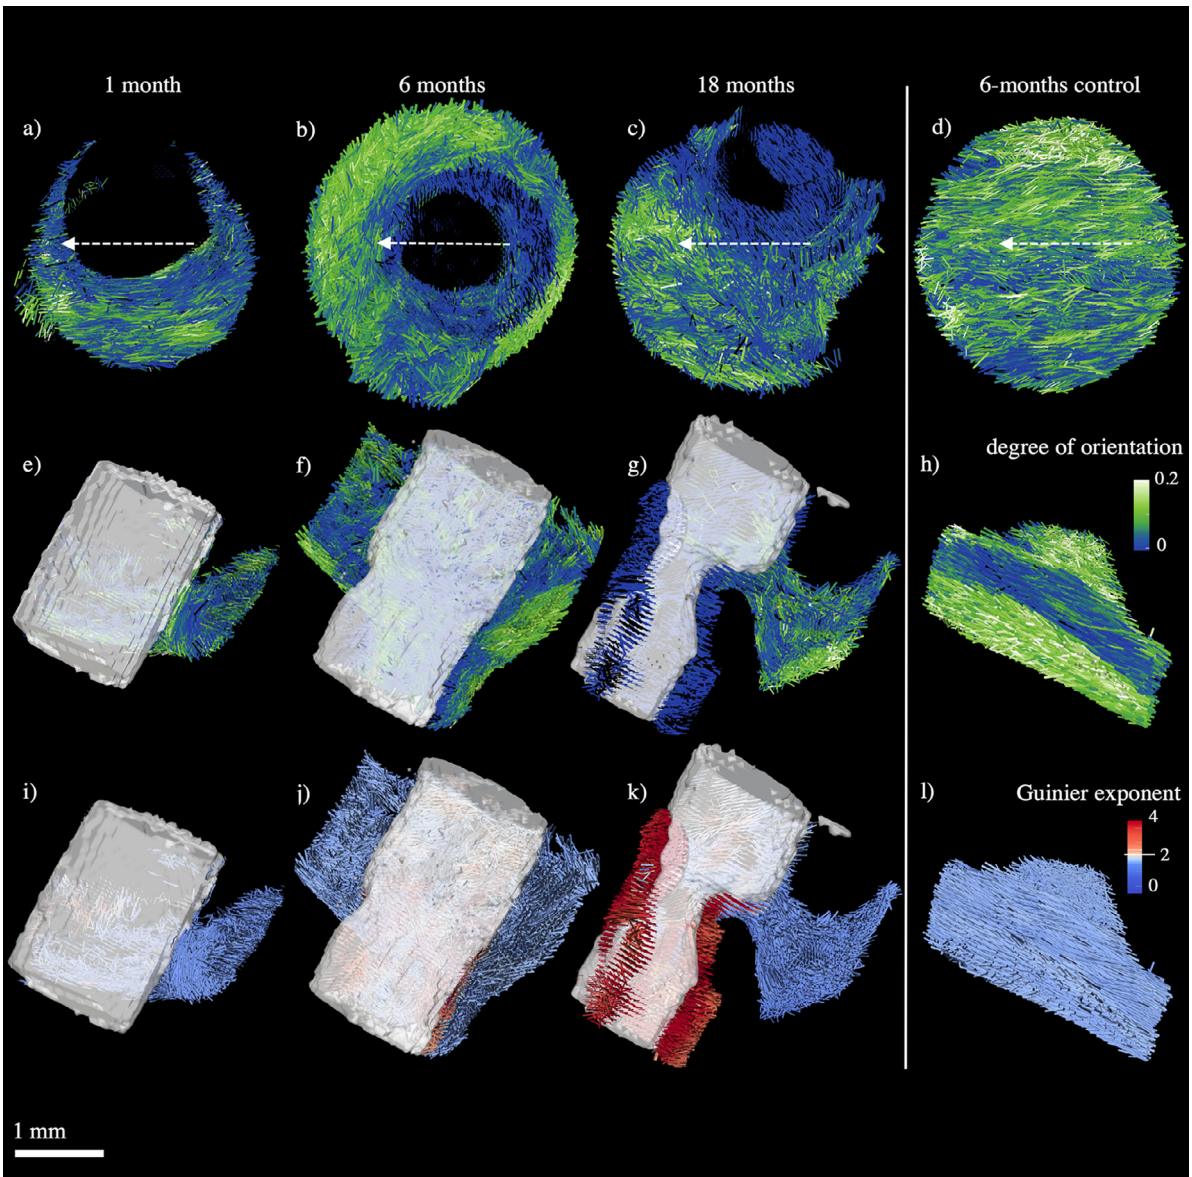 1 month 6 months 18 months 6-months control
a) b) c) d)
e) f) g) h) degree of orientation
0.2
0
i) j) k) l) Guinier exponent
4
2
0
1 mm